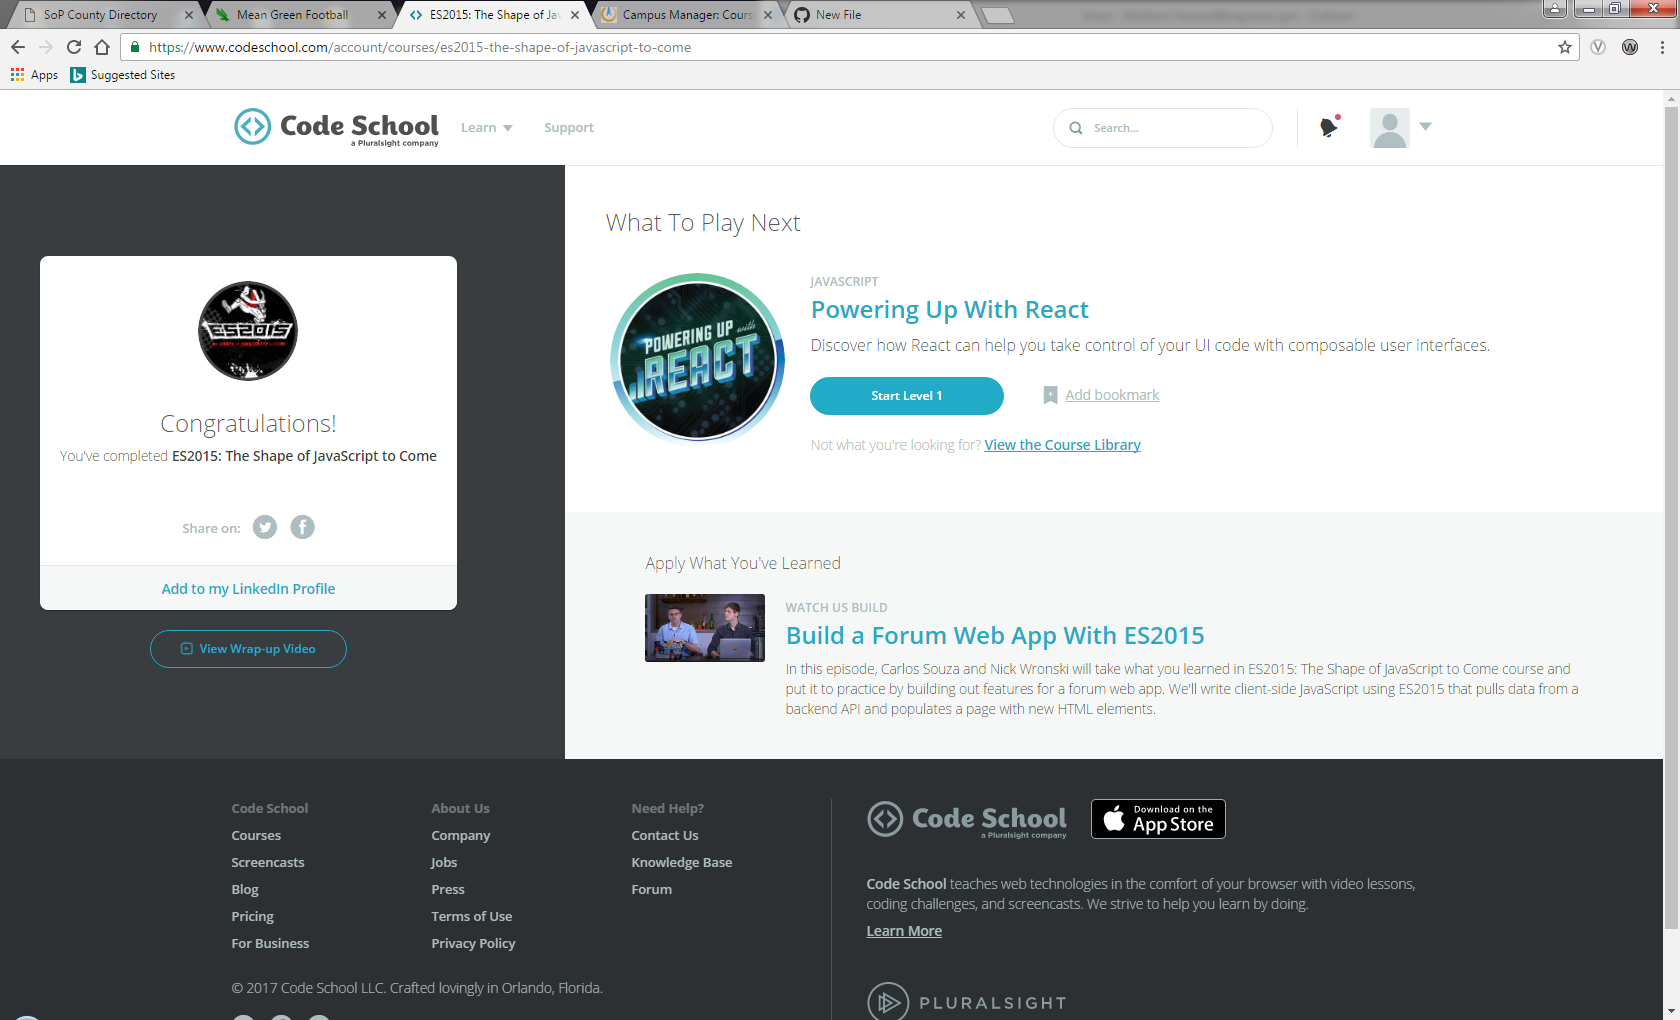 SoP County Directory
Mean Green Football
ES2015: The Shape of Jav
Campus Manager: Cours
New File
https://www.codeschool.com/account/courses/es2015-the-shape-of-javascript-to-come
Apps
Suggested Sites
Code School
a Pluralsight company
Learn
Support
Search...
What To Play Next
ES2015
Congratulations!
You've completed ES2015: The Shape of JavaScript to Come
Share on:
Add to my LinkedIn Profile
View Wrap-up Video
POWERING UP with
REACT
JAVASCRIPT
Powering Up With React
Discover how React can help you take control of your UI code with composable user interfaces.
Start Level 1
Add bookmark
Not what you're looking for? View the Course Library
Apply What You've Learned
WATCH US BUILD
Build a Forum Web App With ES2015
In this episode, Carlos Souza and Nick Wronski will take what you learned in ES2015: The Shape of JavaScript to Come course and
put it to practice by building out features for a forum web app. We'll write client-side JavaScript using ES2015 that pulls data from a
backend API and populates a page with new HTML elements.
Code School
Courses
Screencasts
Blog
Pricing
For Business
About Us
Company
Jobs
Press
Terms of Use
Privacy Policy
Need Help?
Contact Us
Knowledge Base
Forum
© 2017 Code School LLC. Crafted lovingly in Orlando, Florida.
Code School
a Pluralsight company
Download on the
App Store
Code School teaches web technologies in the comfort of your browser with video lessons,
coding challenges, and screencasts. We strive to help you learn by doing.
Learn More
PLURALSIGHT